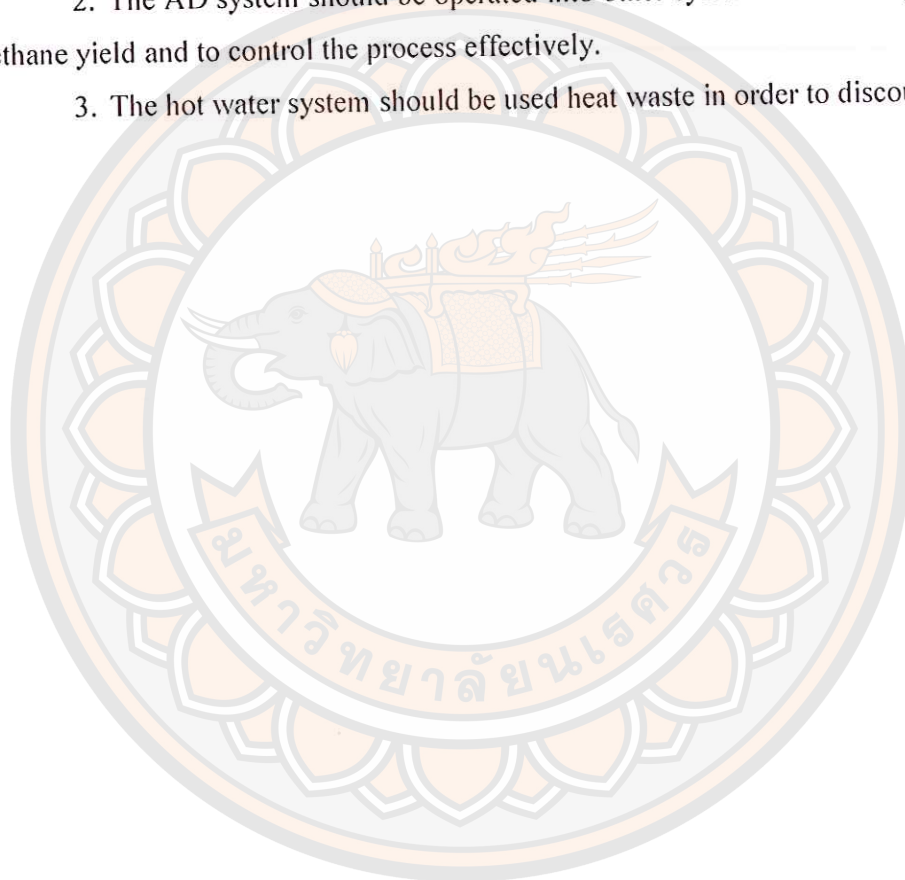 2. The AD system should be operated
ethane yield and to control the process effectively.
3. The hot water system should be used heat waste in order to
มหาวิทยาลัยนเรศวร